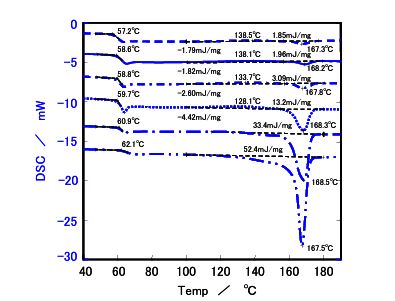 0
57.2℃
138.5℃ 1.85mJ/mg
58.6℃
-1.79mJ/mg
167.3℃
138.1℃ 1.96mJ/mg
-5
58.8℃
-1.82mJ/mg
168.2℃
133.7℃ 3.09mJ/mg
59.7℃
-2.60mJ/mg
167.8℃
128.1℃ 13.2mJ/mg
-10
60.9℃
-4.42mJ/mg
33.4mJ/mg
168.3℃
62.1℃
52.4mJ/mg
-15
168.5℃
-20
-25
167.5℃
-30
DSC / mW
40 60 80 100 120 140 160 180
Temp / ℃